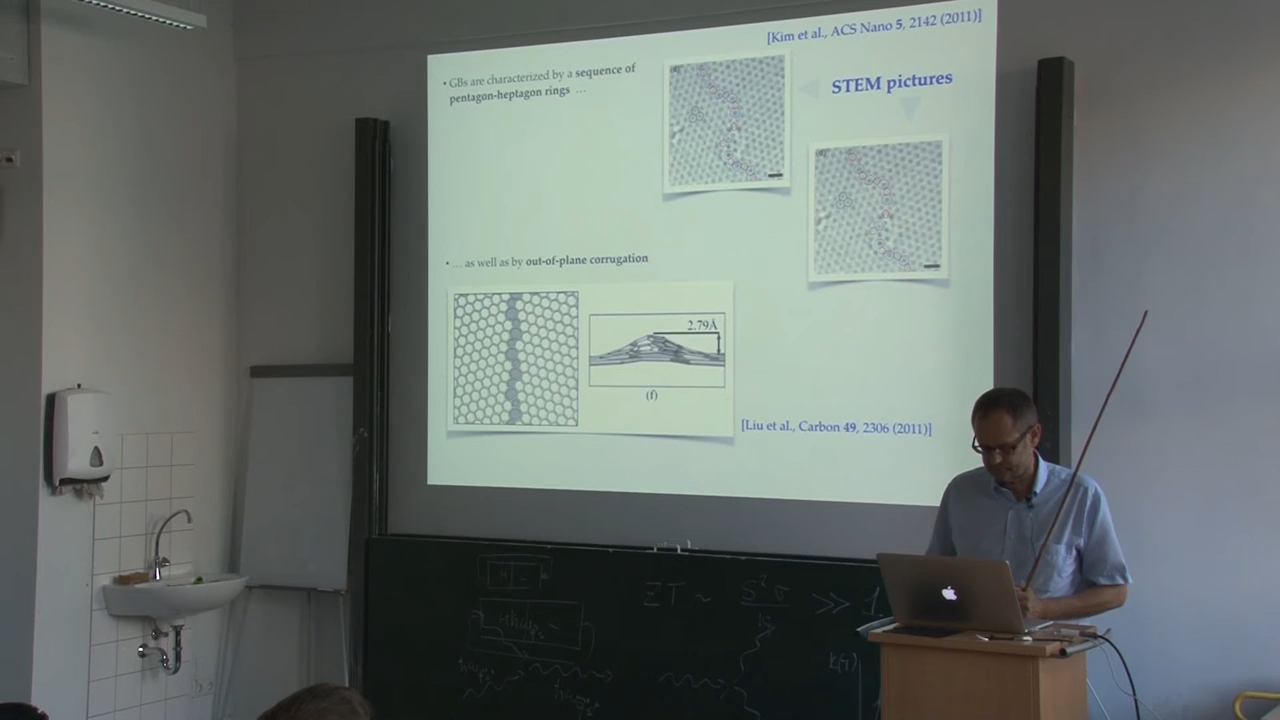 [Kim et al., ACS Nano 5, 2142 (2011)]
• GBs are characterized by a sequence of
pentagon-heptagon rings …
STEM pictures
• … as well as by out-of-plane corrugation
2.79Å
(f)
[Liu et al., Carbon 49, 2306 (2011)]
ZT ~ S²σ >> 1
K(T)